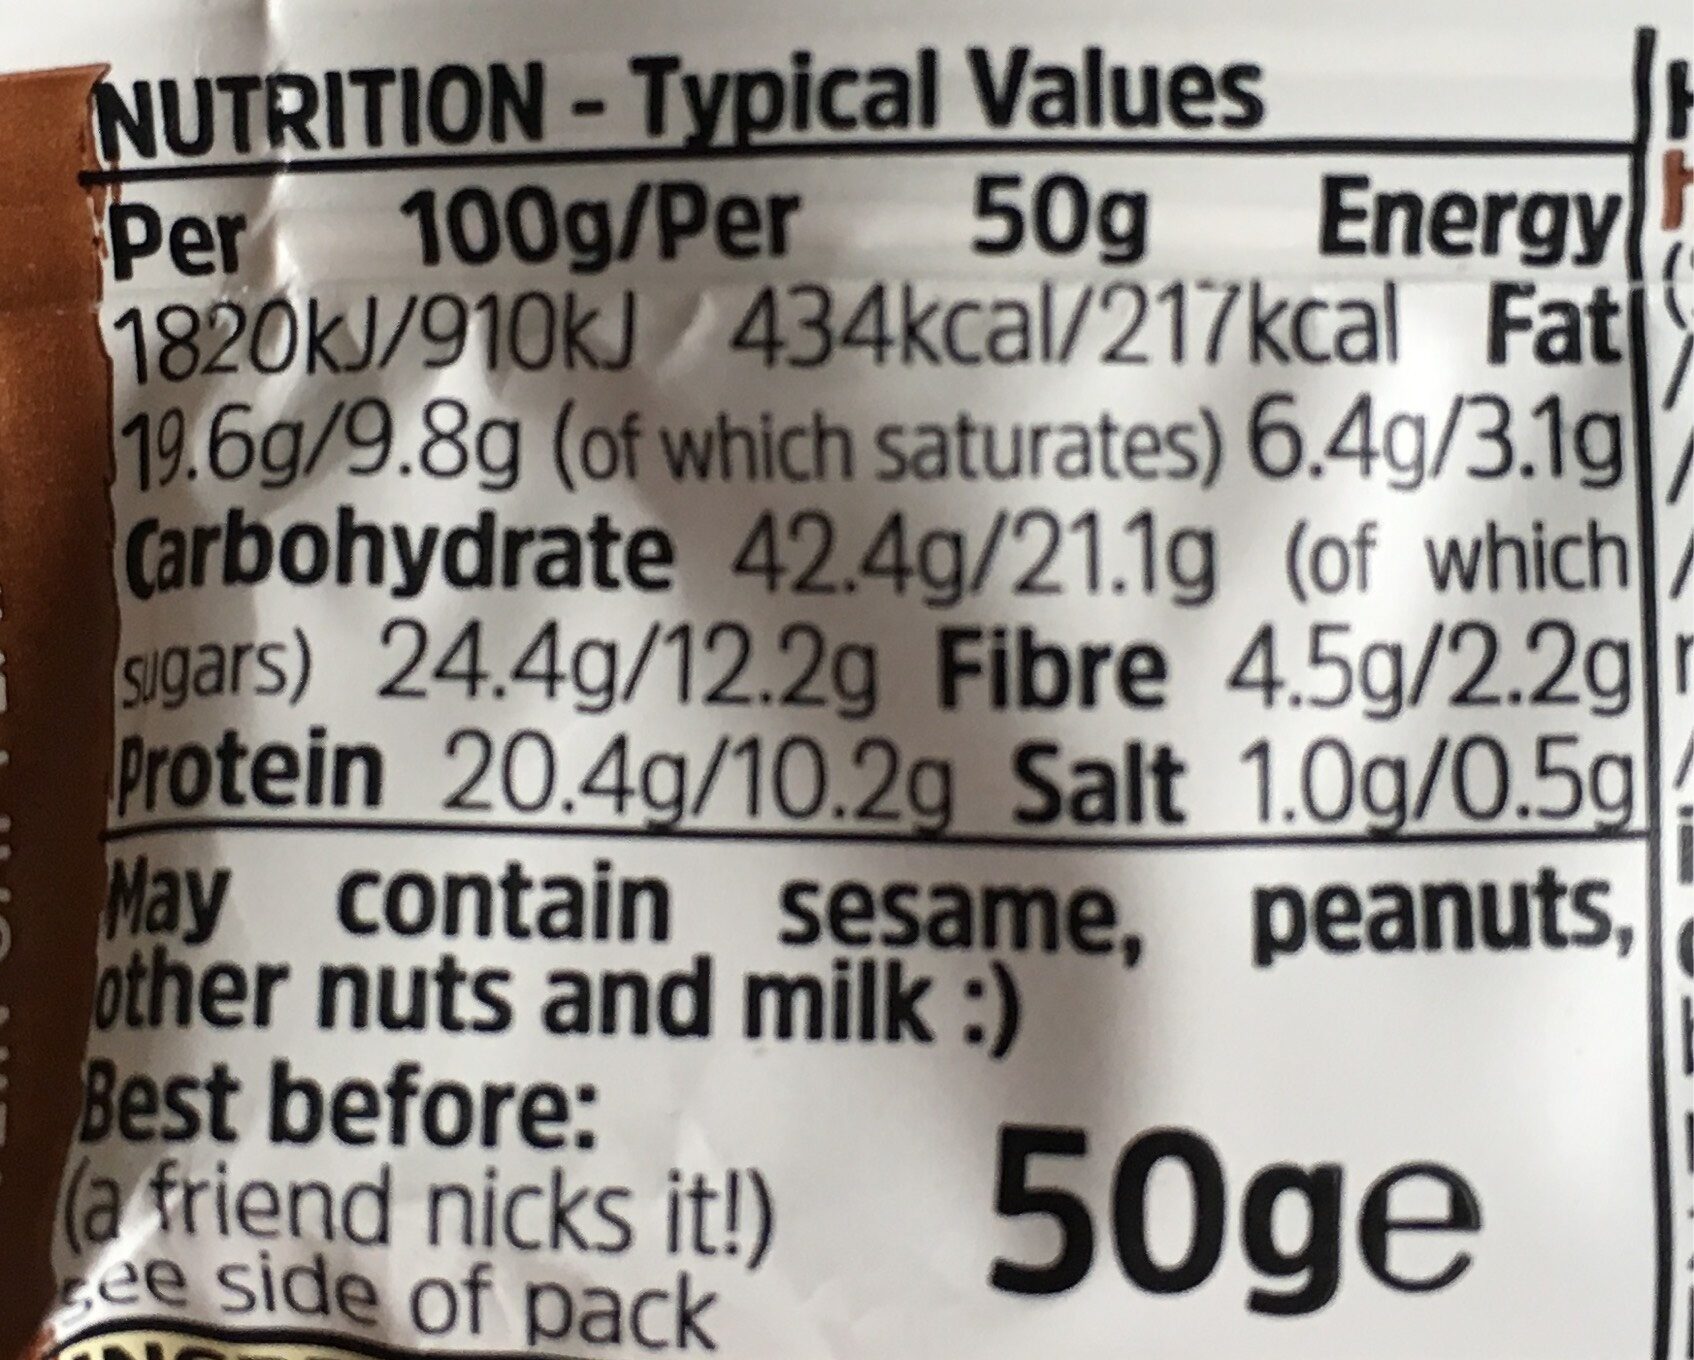 NUTRITION - Typical Values
Per 100g/Per 50g Energy
1820kJ/910kJ 434kcal/217kcal Fat
19.6g/9.8g (of which saturates) 6.4g/3.1g
Carbohydrate 42.4g/21.1g (of which
sugars) 24.4g/12.2g Fibre 4.5g/2.2g
Protein 20.4g/10.2g Salt 1.0g/0.5g
May contain sesame, peanuts,
other nuts and milk :)
Best before:
(a friend nicks it!)
see side of pack
50ge